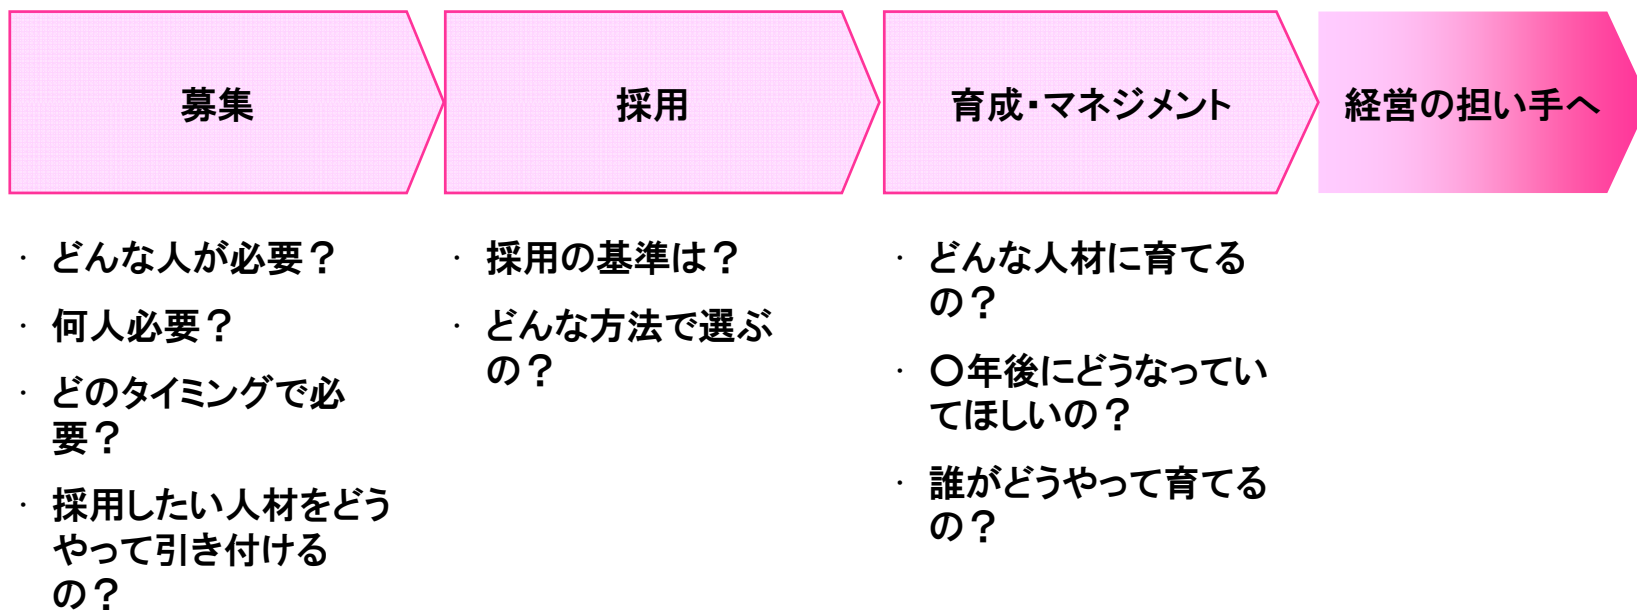 募集
採用
育成・マネジメント
経営の担い手へ
・ どんな人が必要？
・ 何人必要？
・ どのタイミングで必
要？
・ 採用したい人材をどう
やって引き付ける
の？
・ 採用の基準は？
・ どんな方法で選ぶ
の？
・ どんな人材に育てる
の？
・ 〇年後にどうなってい
てほしいの？
・ 誰がどうやって育てる
の？